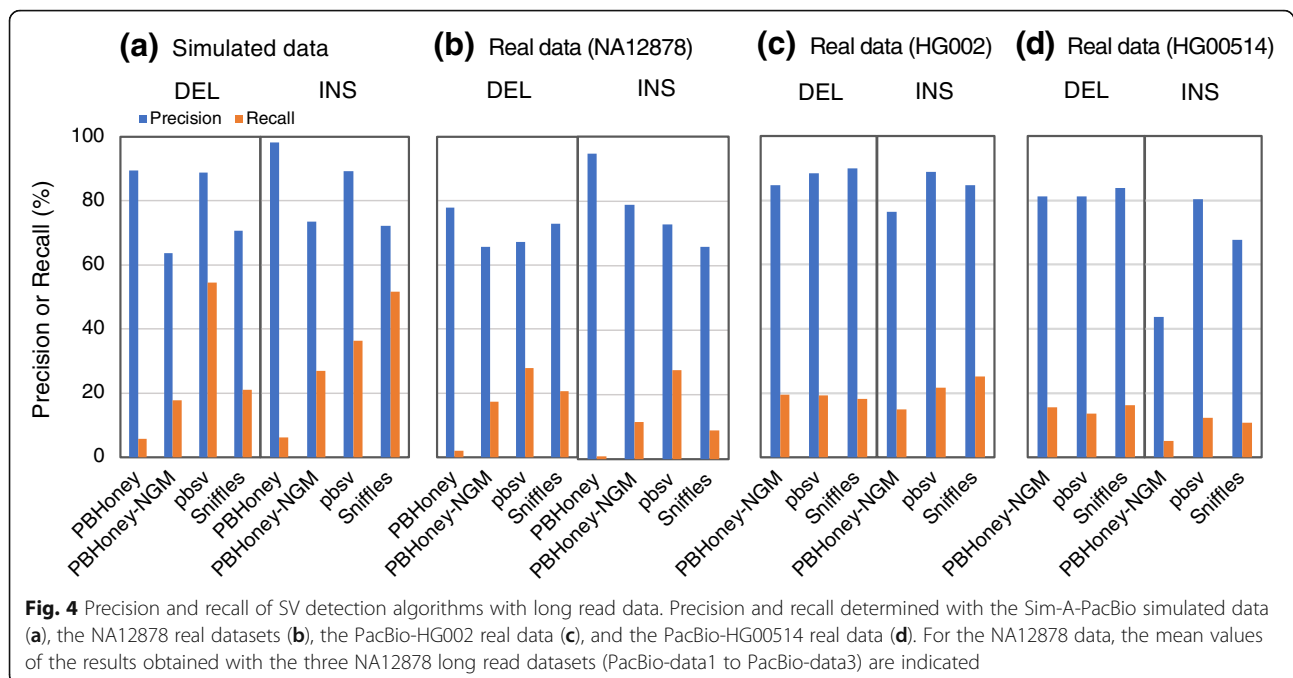 (a) Simulated data
(b) Real data (NA12878)
(c) Real data (HG002)
(d) Real data (HG00514)
DEL INS
DEL INS
DEL INS
DEL INS
Precision Recall
Precision or Recall (%)
100
80
60
40
20
0
PBHoney
PBHoney-NGM
pbsv
Sniffles
PBHoney
PBHoney-NGM
pbsv
Sniffles
PBHoney
PBHoney-NGM
pbsv
Sniffles
PBHoney
PBHoney-NGM
pbsv
Sniffles
PBHoney-NGM
pbsv
Sniffles
PBHoney-NGM
pbsv
Sniffles
PBHoney-NGM
pbsv
Sniffles
PBHoney-NGM
pbsv
Sniffles
Fig. 4 Precision and recall of SV detection algorithms with long read data. Precision and recall determined with the Sim-A-PacBio simulated data
(a), the NA12878 real datasets (b), the PacBio-HG002 real data (c), and the PacBio-HG00514 real data (d). For the NA12878 data, the mean values
of the results obtained with the three NA12878 long read datasets (PacBio-data1 to PacBio-data3) are indicated